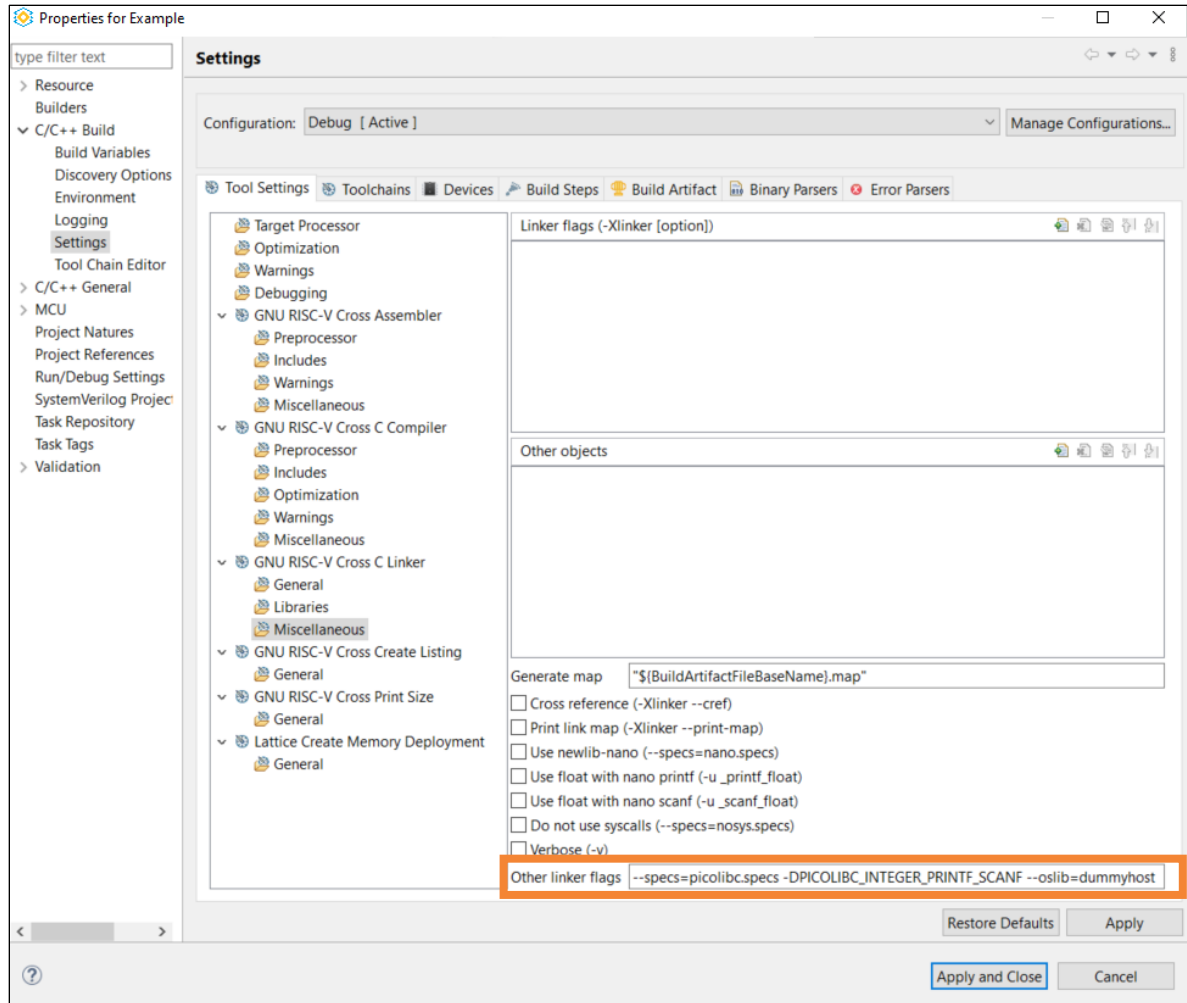 Properties for Example
type filter text
Resource
Builders
C/C++ Build
Build Variables
Discovery Options
Environment
Logging
Settings
Tool Chain Editor
C/C++ General
MCU
Project Natures
Project References
Run/Debug Settings
SystemVerilog Projec
Task Repository
Task Tags
Validation
Settings
Configuration: Debug [ Active ]
Manage Configurations...
Tool Settings Toolchains Devices Build Steps Build Artifact Binary Parsers Error Parsers
Target Processor
Optimization
Warnings
Debugging
GNU RISC-V Cross Assembler
Preprocessor
Includes
Warnings
Miscellaneous
GNU RISC-V Cross C Compiler
Preprocessor
Includes
Optimization
Warnings
Miscellaneous
GNU RISC-V Cross C Linker
General
Libraries
Miscellaneous
GNU RISC-V Cross Create Listing
General
GNU RISC-V Cross Print Size
General
Lattice Create Memory Deployment
General
Linker flags (-Xlinker [option])
Other objects
Generate map "${BuildArtifactFileBaseName}.map"
Cross reference (-Xlinker --cref)
Print link map (-Xlinker --print-map)
Use newlib-nano (--specs=nano.specs)
Use float with nano printf (-u _printf_float)
Use float with nano scanf (-u _scanf_float)
Do not use syscalls (--specs=nosys.specs)
Verbose (-v)
Other linker flags --specs=picolibc.specs -DPICOLIBC_INTEGER_PRINTF_SCANF --oslib=dummyhost
Restore Defaults Apply
Apply and Close Cancel